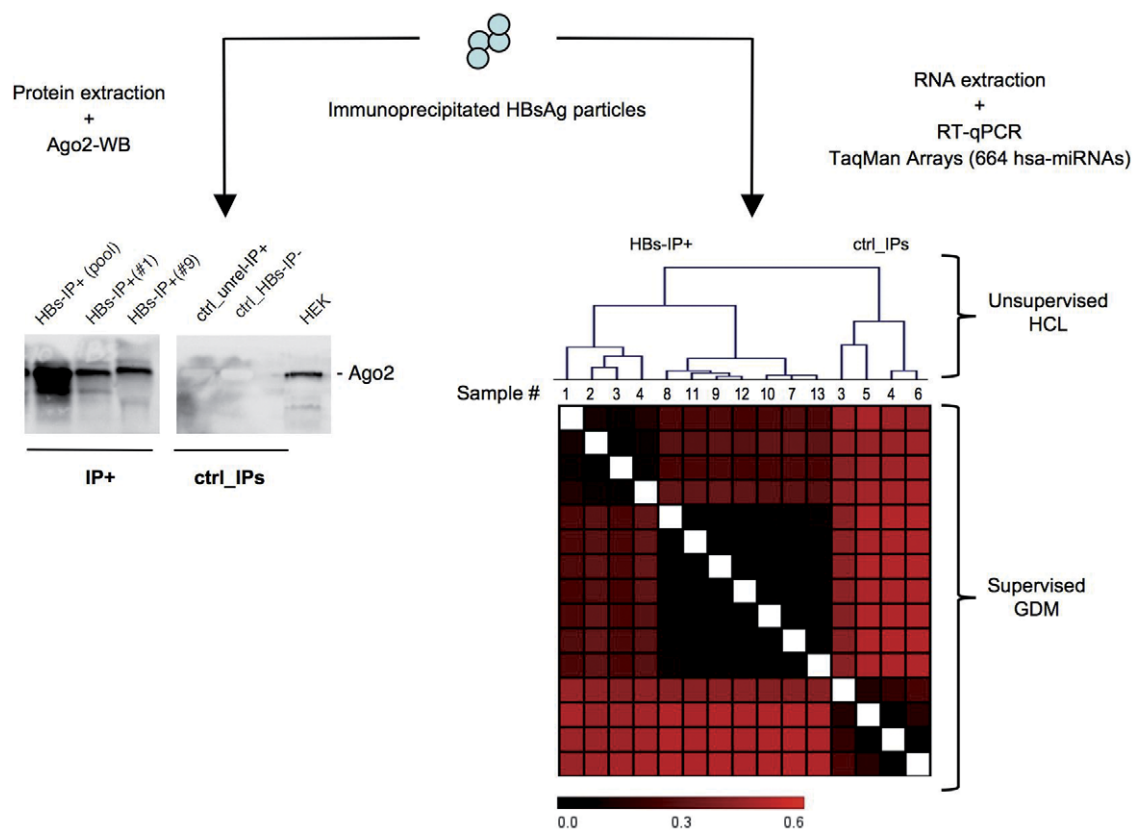 Protein extraction
+
Ago2-WB
Immunoprecipitated HBsAg particles
RNA extraction
+
RT-qPCR
TaqMan Arrays (664 hsa-miRNAs)
HBs-IP+ (pool)
HBs-IP+(#1)
HBs-IP+(#9)
ctrl_unrel-IP+
ctrl_HBs-IP-
HEK
- Ago2
IP+
ctrl_IPs
HBs-IP+
ctrl_IPs
Unsupervised
HCL
Sample #
1 2 3 4 8 11 9 12 10 7 13 3 5 4 6
Supervised
GDM
0.0 0.3 0.6